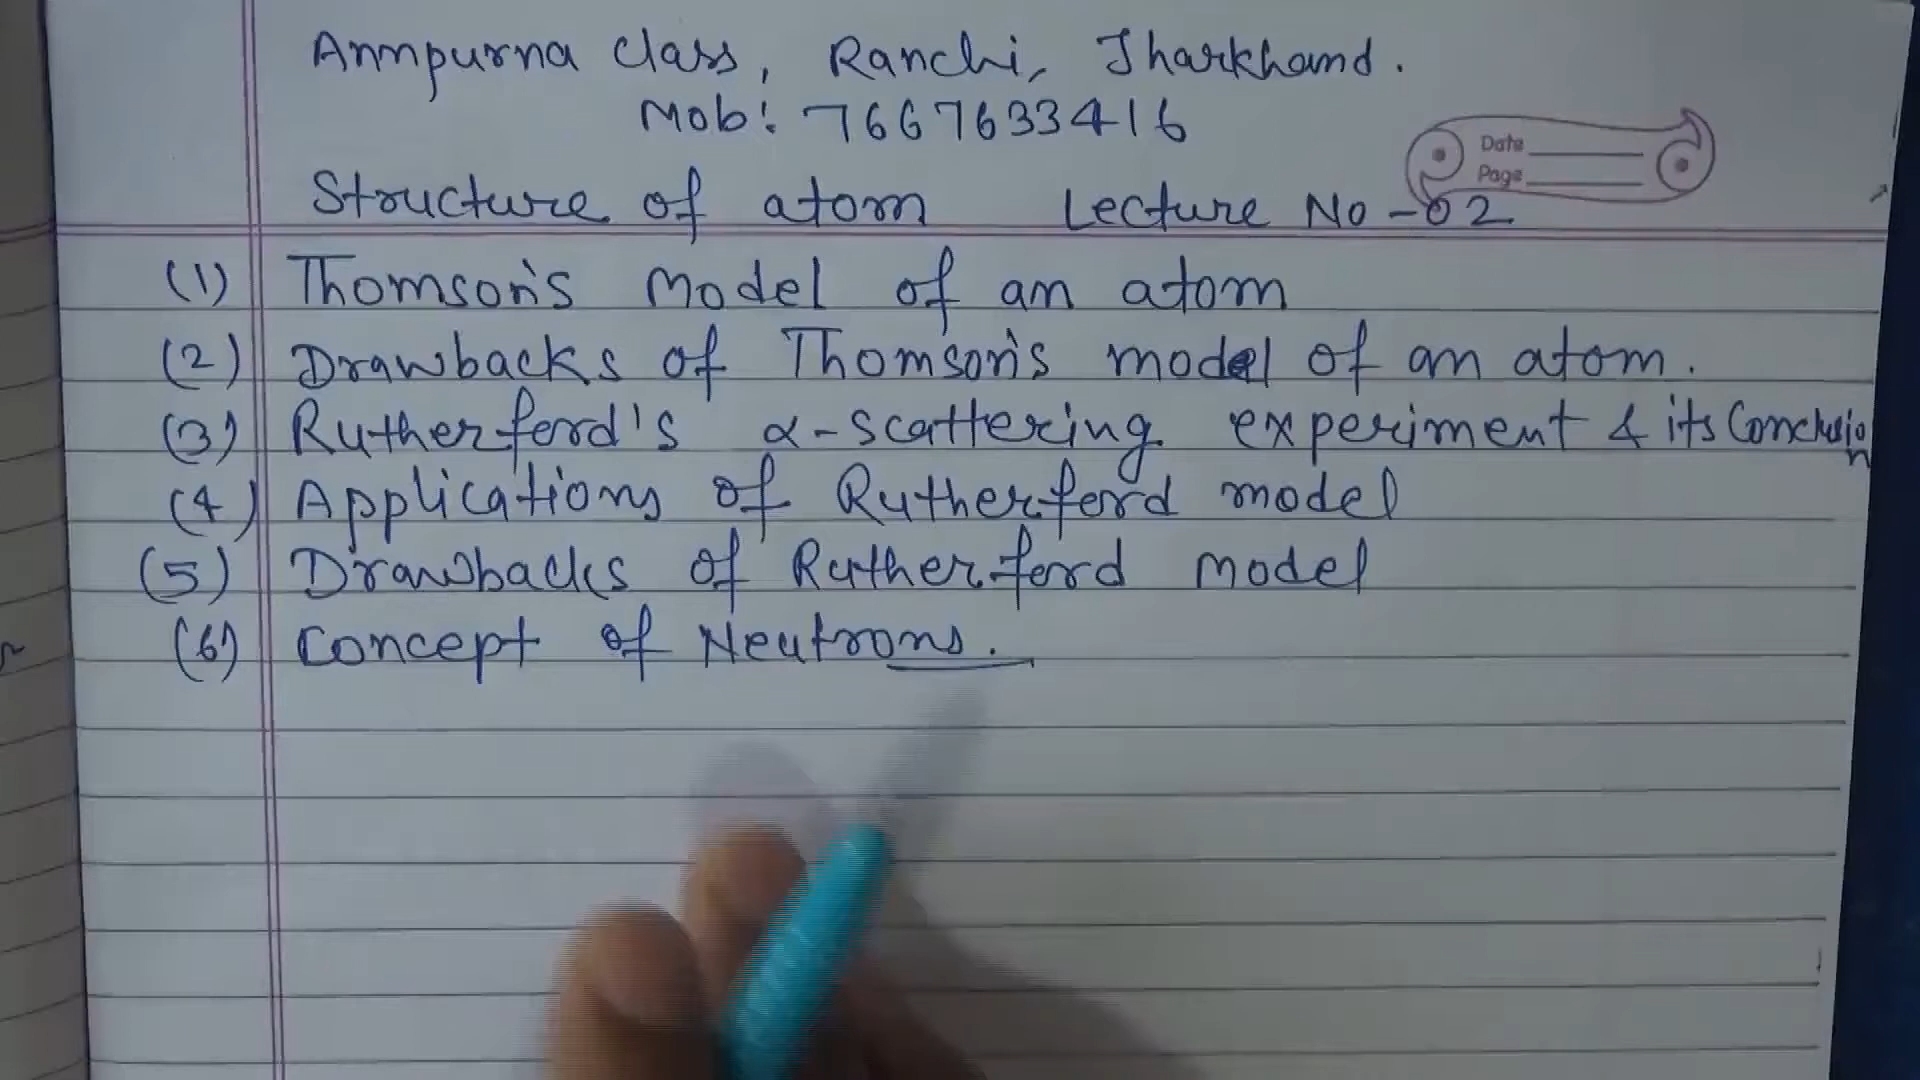 Annpurna Class, Ranchi, Jharkhand.
Mob: 7667633416
Date
Page
Structure of atom Lecture No-02
(1) Thomson's Model of an atom
(2) Drawbacks of Thomson's model of an atom.
(3) Rutherford's α-scattering experiment & its Conclusion
(4) Applications of Rutherford model
(5) Drawbacks of Rutherford Model
(6) Concept of Neutrons.